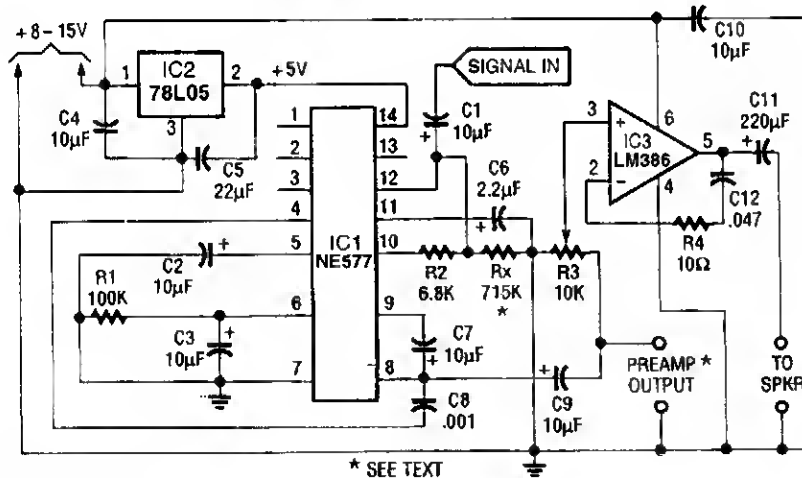 +8-15V
IC2
78L05
1
2
3
+5V
C4
10µF
C5
22µF
SIGNAL IN
C1
10µF
+
C10
10µF
IC3
LM386
3
+
2
−
6
5
4
C11
220µF
+
C12
.047
R4
10Ω
IC1
NE577
1
2
3
4
5
6
7
14
13
12
11
10
9
8
C6
2.2µF
+
R1
100K
C2
10µF
+
C3
10µF
+
R2
6.8K
Rx
715K
*
R3
10K
C7
10µF
+
C8
.001
C9
10µF
+
PREAMP *
OUTPUT
TO
SPKR
* SEE TEXT